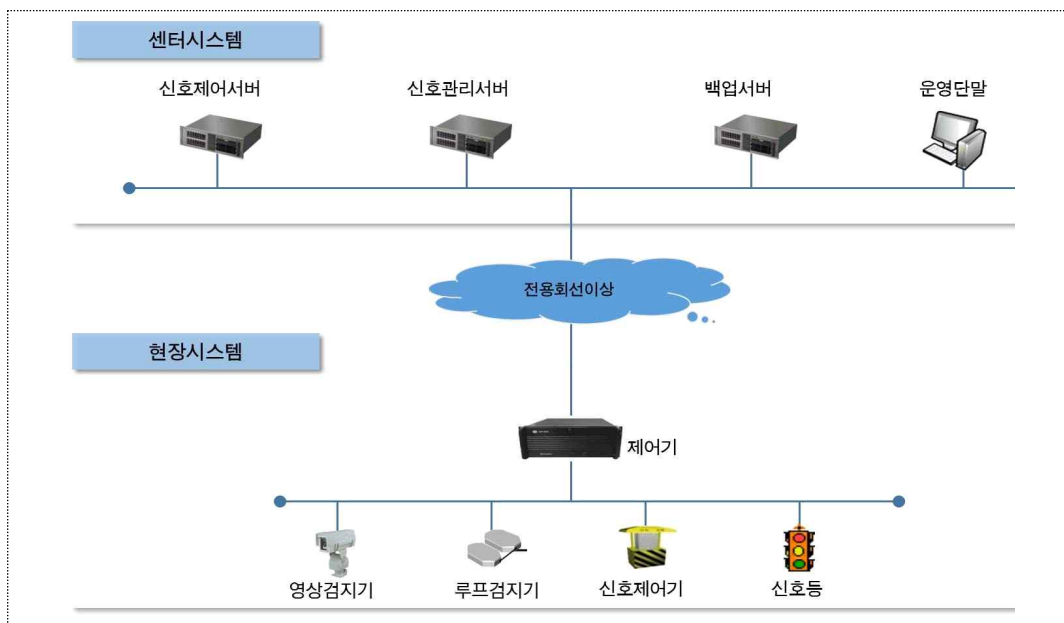 센터시스템
신호제어서버 신호관리서버 백업서버 운영단말
전용회선이상
현장시스템
제어기
영상검지기 루프검지기 신호제어기 신호등